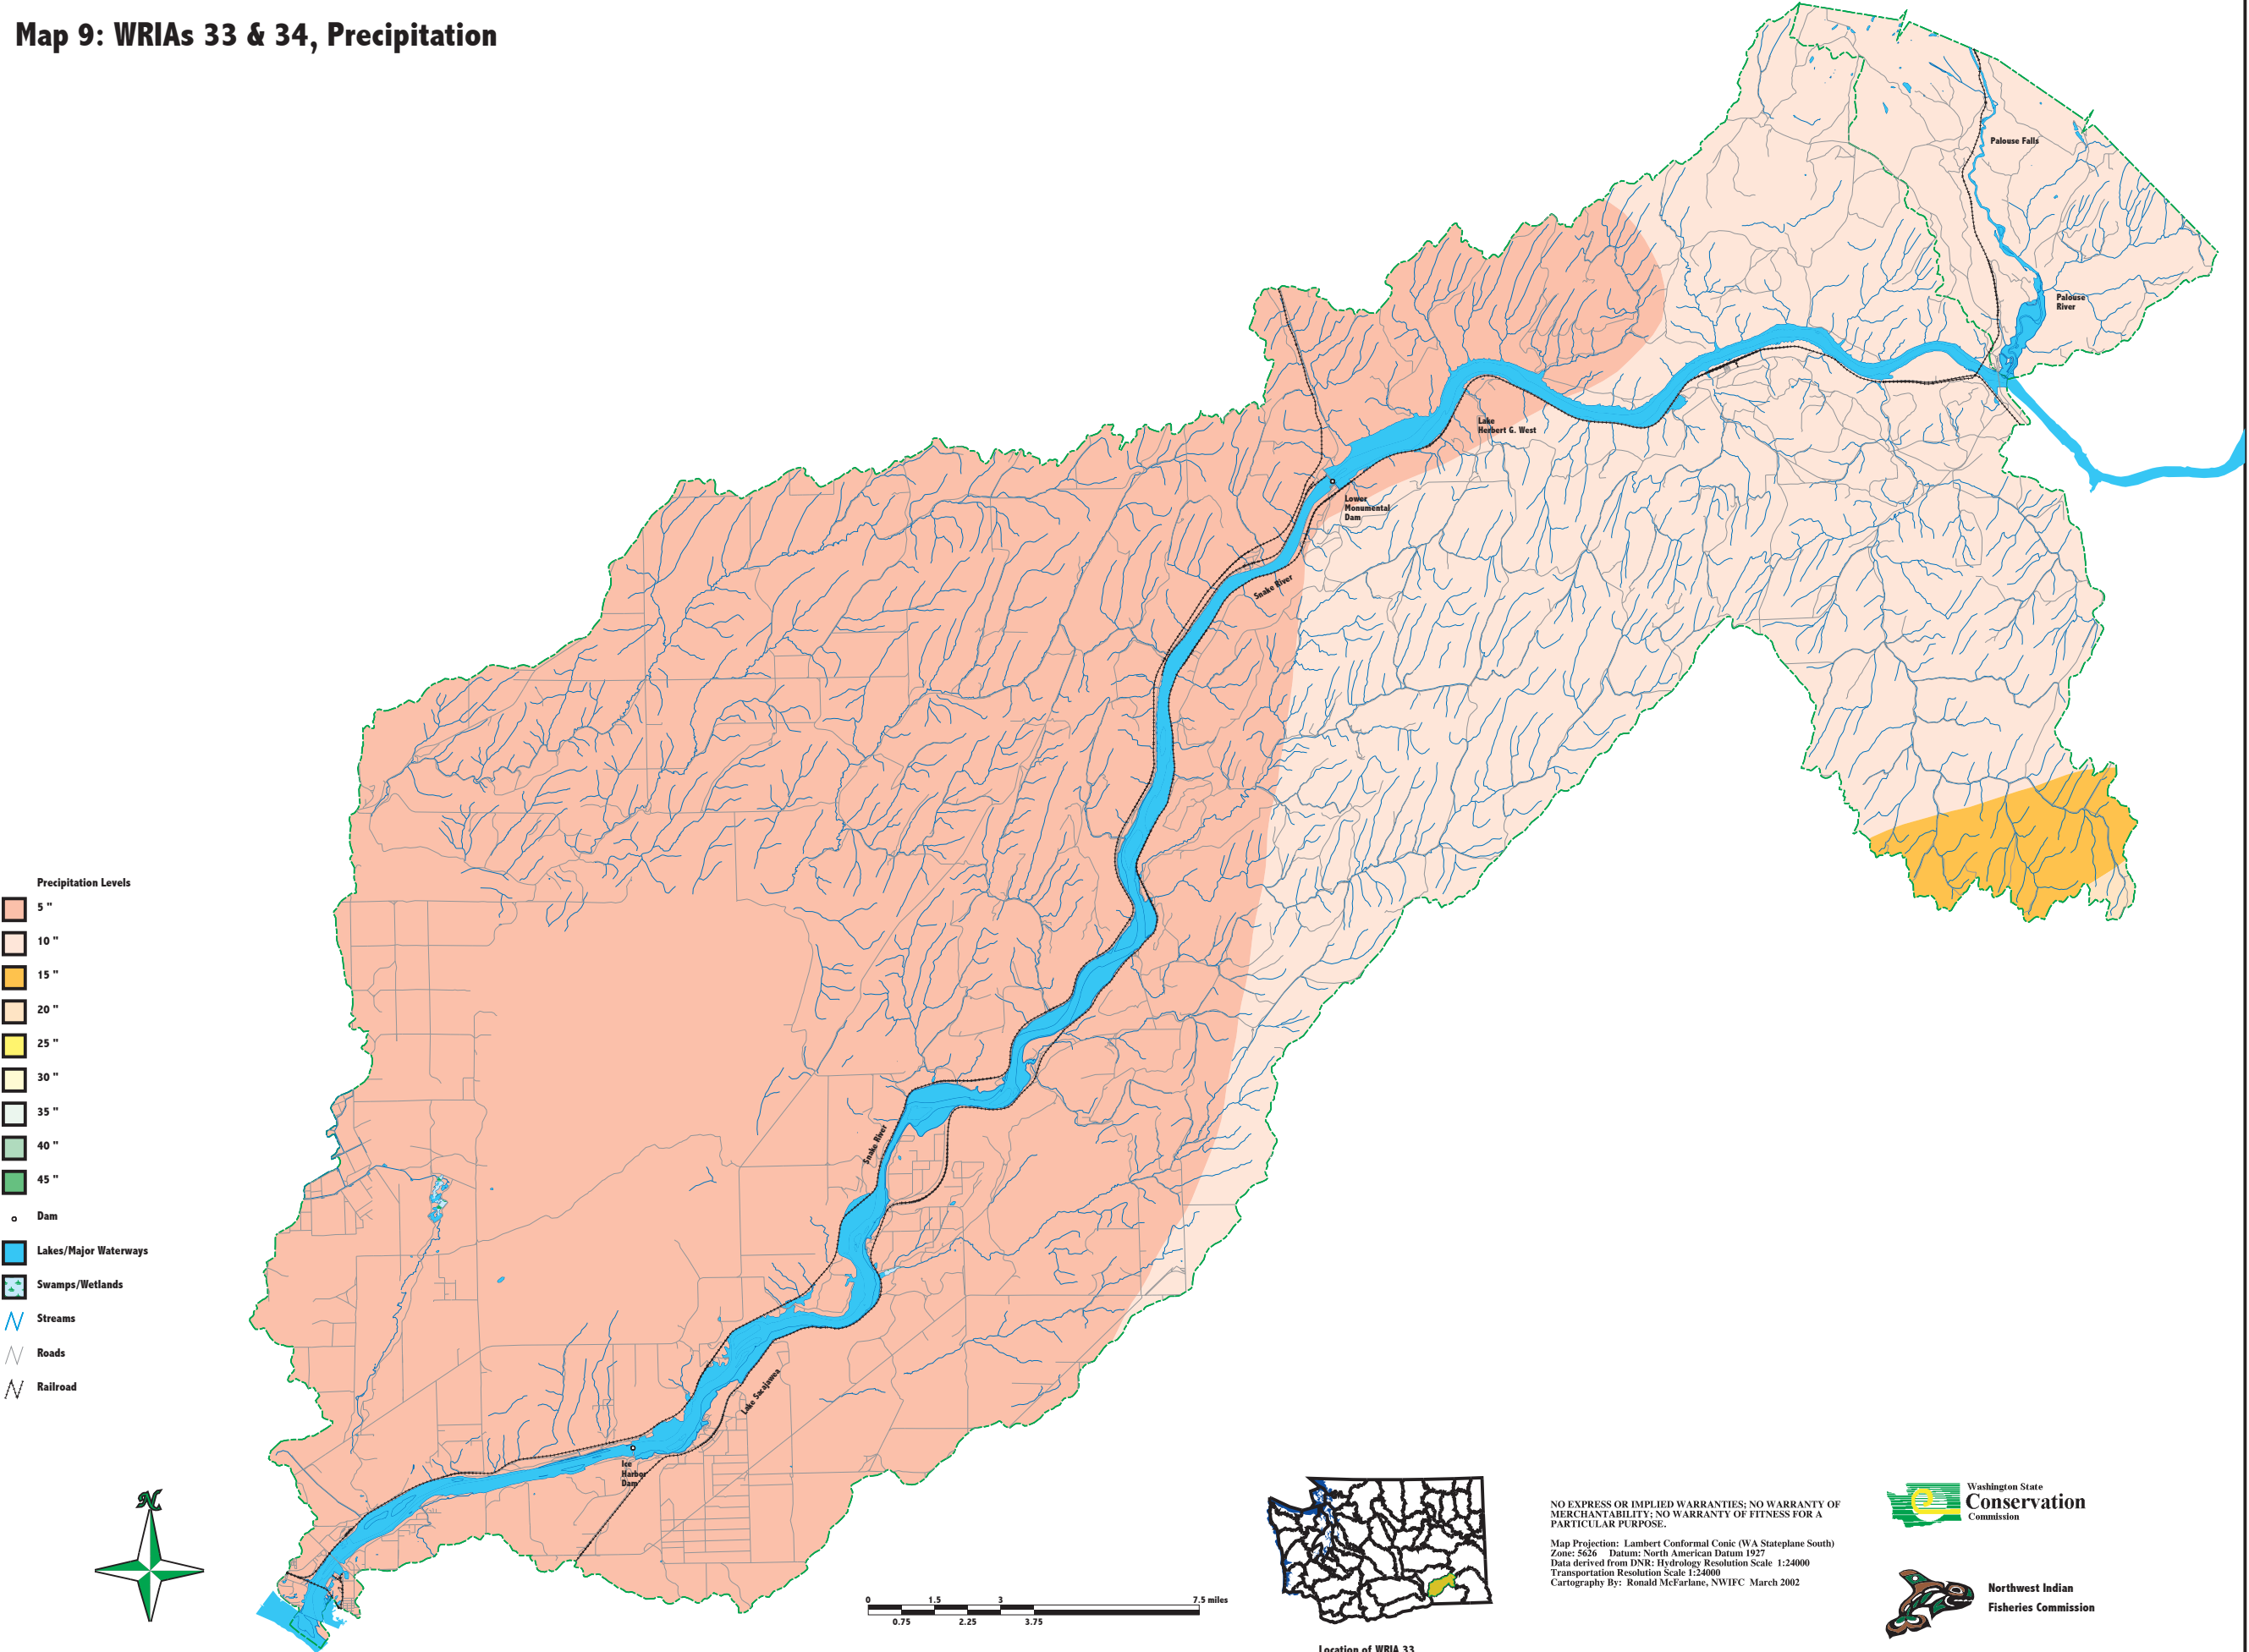 Map 9: WRIAs 33 & 34, Precipitation
Palouse Falls
Palouse
River
Lake
Herbert G. West
Lower
Monumental
Dam
Snake River
Precipitation Levels
5 "
10 "
15 "
20 "
25 "
30 "
35 "
40 "
45 "
Dam
Lakes/Major Waterways
Swamps/Wetlands
Streams
Roads
Railroad
Snake River
Lake Sacajawea
Ice
Harbor
Dam
N
0 1.5 3 7.5 miles
0.75 2.25 3.75
Location of WRIA 33
NO EXPRESS OR IMPLIED WARRANTIES; NO WARRANTY OF
MERCHANTABILITY; NO WARRANTY OF FITNESS FOR A
PARTICULAR PURPOSE.
Map Projection: Lambert Conformal Conic (WA Stateplane South)
Zone: 5626 Datum: North American Datum 1927
Data derived from DNR: Hydrology Resolution Scale 1:24000
Transportation Resolution Scale 1:24000
Cartography By: Ronald McFarlane, NWIFC March 2002
Washington State
Conservation
Commission
Northwest Indian
Fisheries Commission